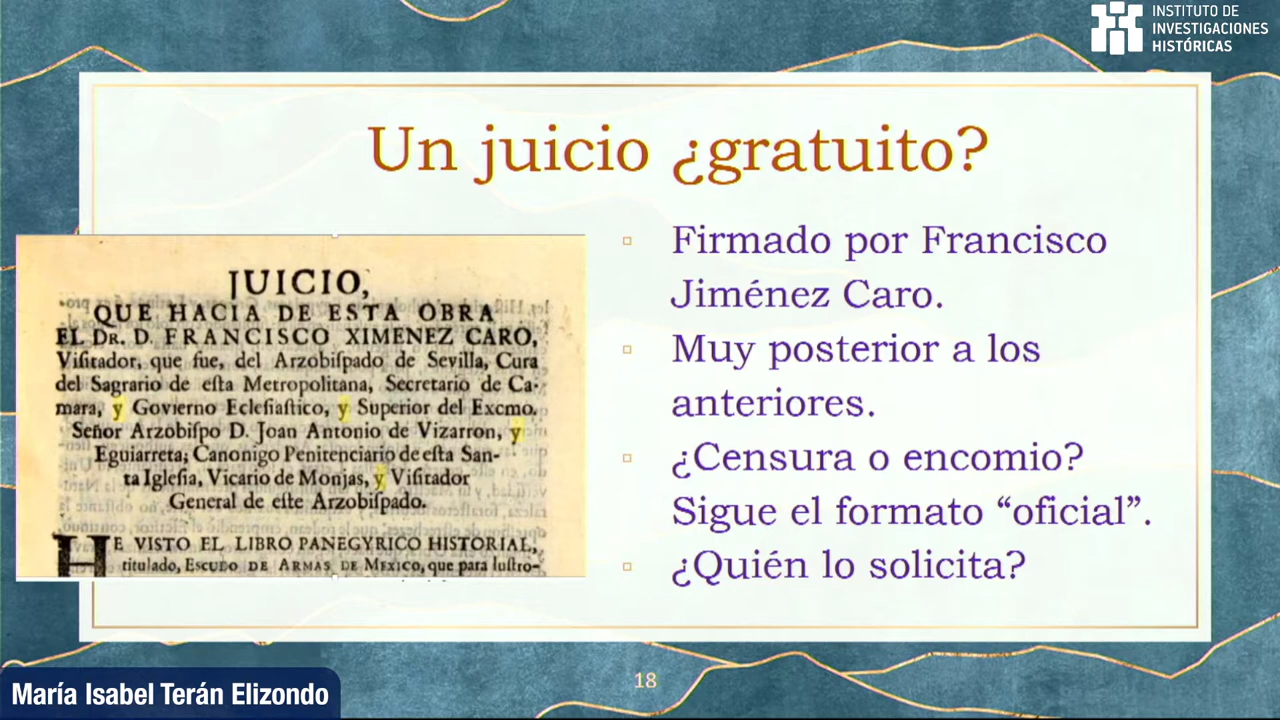 INSTITUTO DE
INVESTIGACIONES
HISTÓRICAS
Un juicio ¿gratuito?
JUICIO,
QUE HACIA DE ESTA OBRA
EL DR. D. FRANCISCO XIMENEZ CARO,
Viſitador, que fue, del Arzobiſpado de Sevilla, Cura
del Sagrario de eſta Metropolitana, Secretario de Ca-
mara, y Govierno Ecleſiaſtico, y Superior del Excmo.
Señor Arzobiſpo D. Joan Antonio de Vizarron, y
Eguiarreta; Canonigo Penitenciario de eſta San-
ta Igleſia, Vicario de Monjas, y Viſitador
General de eſte Arzobiſpado.
HE VISTO EL LIBRO PANEGYRICO HISTORIAL,
titulado, ESCUDO DE ARMAS DE MEXICO, que para luſtro-
▫ Firmado por Francisco
Jiménez Caro.
▫ Muy posterior a los
anteriores.
▫ ¿Censura o encomio?
Sigue el formato “oficial”.
▫ ¿Quién lo solicita?
18
María Isabel Terán Elizondo